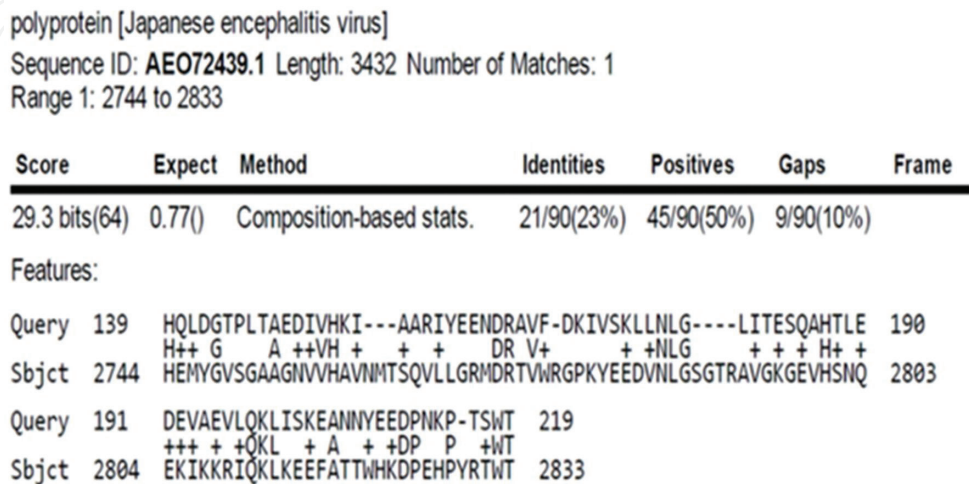 polyprotein [Japanese encephalitis virus]
Sequence ID: AEO72439.1 Length: 3432 Number of Matches: 1
Range 1: 2744 to 2833
Score Expect Method Identities Positives Gaps Frame
29.3 bits(64) 0.77() Composition-based stats. 21/90(23%) 45/90(50%) 9/90(10%)
Features:
Query 139 HQLDGTPLTAEDIVHKI---AARIYEENDRAVF-DKIVSKLLNLG----LITESQAHTLE 190
H++ G A ++VH + + + DR V+ + +NLG + + + H+ +
Sbjct 2744 HEMYGVSGAAGNVVHAVNMTSQVLLGRMDRTVWRGPKYEEDVNLGSGTRAVGKGEVHSNQ 2803
Query 191 DEVAEVLQKLISKEANNYEEDPNKP-TSWT 219
+++ + +QKL + A + +DP P +WT
Sbjct 2804 EKIKKRIQKLKEEFATTWHKDPEHPYRTWT 2833